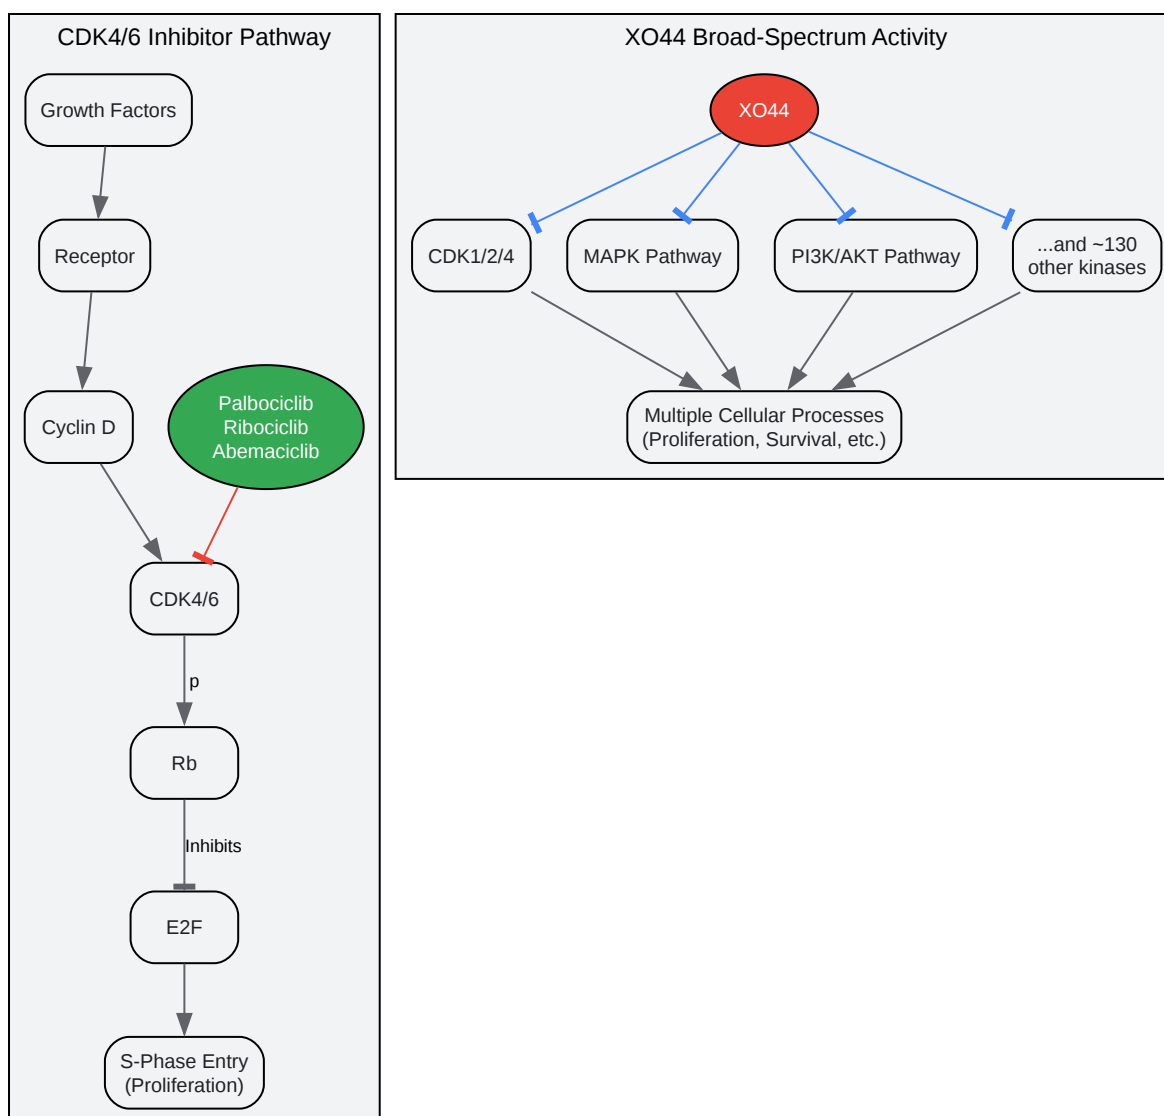 CDK4/6 Inhibitor Pathway
Growth Factors
Receptor
Cyclin D
Palbociclib
Ribociclib
Abemaciclib
CDK4/6
p
Rb
Inhibits
E2F
S-Phase Entry
(Proliferation)
XO44 Broad-Spectrum Activity
XO44
CDK1/2/4
MAPK Pathway
PI3K/AKT Pathway
...and ~130
other kinases
Multiple Cellular Processes
(Proliferation, Survival, etc.)